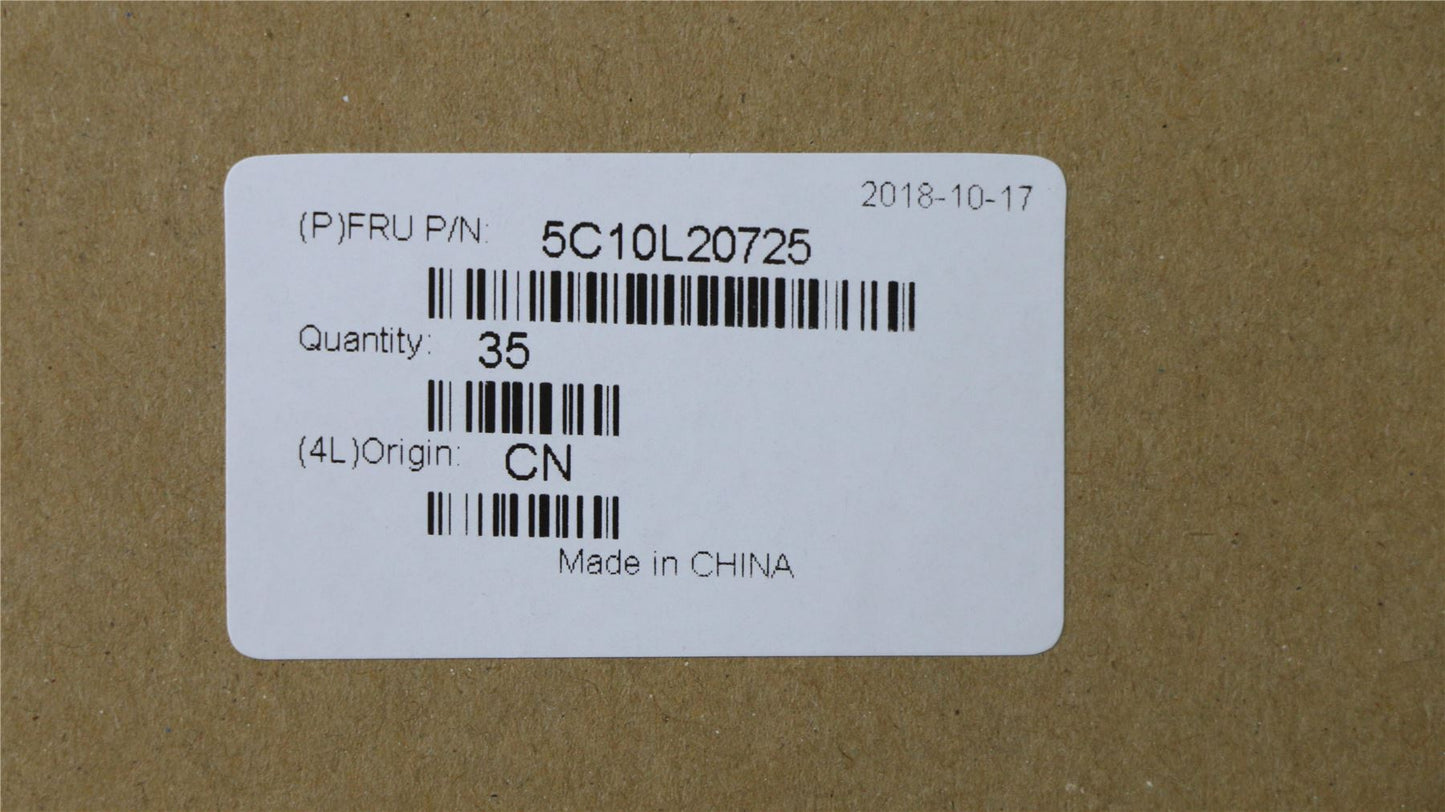 2018-10-17
(P)FRU P/N: 5C10L20725
Quantity: 35
(4L)Origin: CN
Made in CHINA